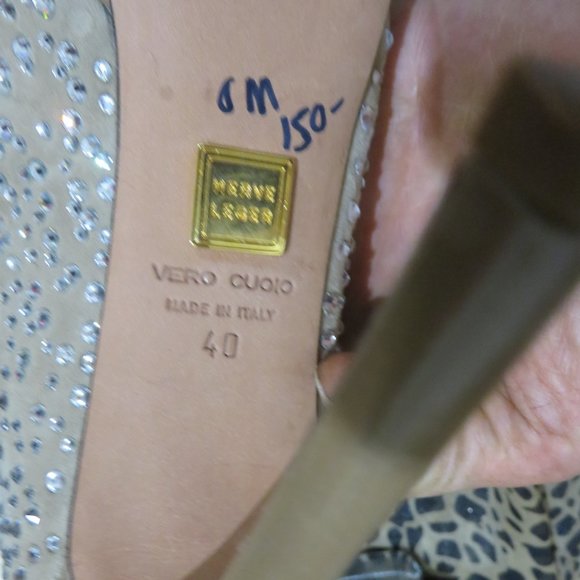 6M
150-
HERVE
LEGER
VERO CUOIO
MADE IN ITALY
40